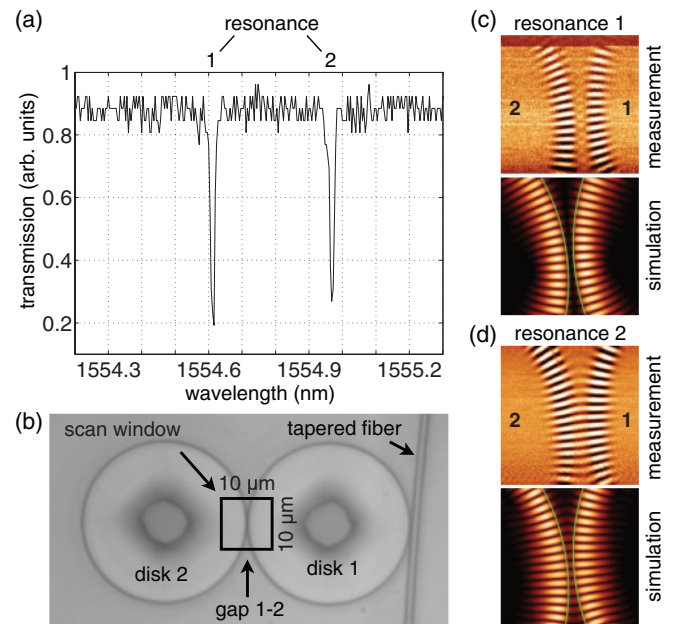 (a)
resonance
1 2
1
0.8
0.6
0.4
0.2
transmission (arb. units)
1554.3 1554.6 1554.9 1555.2
wavelength (nm)
(b)
scan window
tapered fiber
10 µm
10 µm
disk 2
disk 1
gap 1-2
(c)
resonance 1
2 1
measurement
simulation
(d)
resonance 2
2 1
measurement
simulation